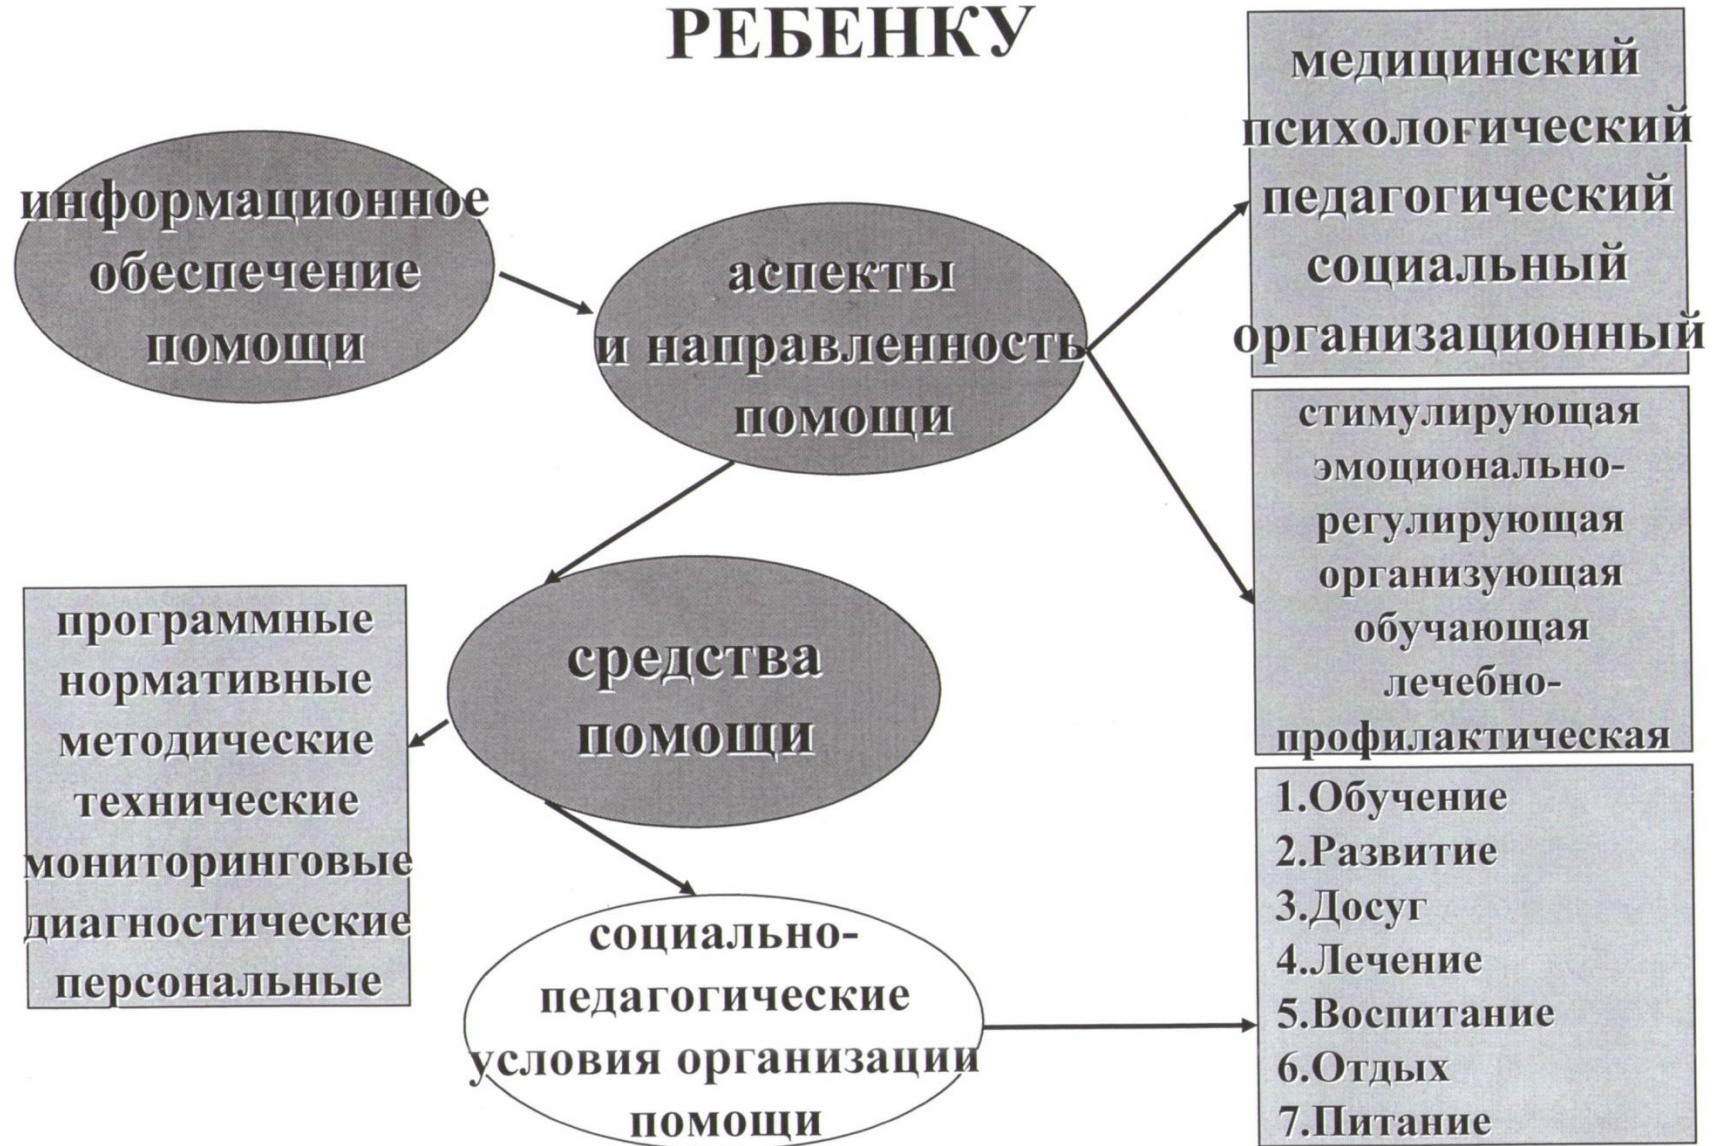 РЕБЕНКУ
информационное
обеспечение
помощи
аспекты
и направленность
помощи
медицинский
психологический
педагогический
социальный
организационный
стимулирующая
эмоционально-
регулирующая
организующая
обучающая
лечебно-
профилактическая
средства
помощи
программные
нормативные
методические
технические
мониторинговые
диагностические
персональные
социально-
педагогические
условия организации
помощи
1.Обучение
2.Развитие
3.Досуг
4.Лечение
5.Воспитание
6.Отдых
7.Питание